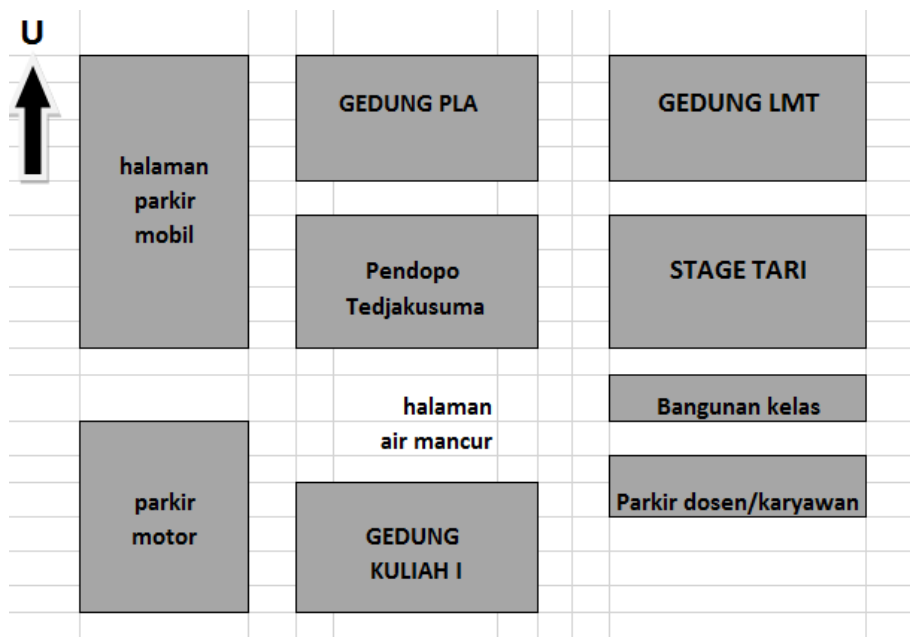 U
halaman
parkir
mobil
GEDUNG PLA
GEDUNG LMT
Pendopo
Tedjakusuma
STAGE TARI
halaman
air mancur
Bangunan kelas
parkir
motor
GEDUNG
KULIAH I
Parkir dosen/karyawan